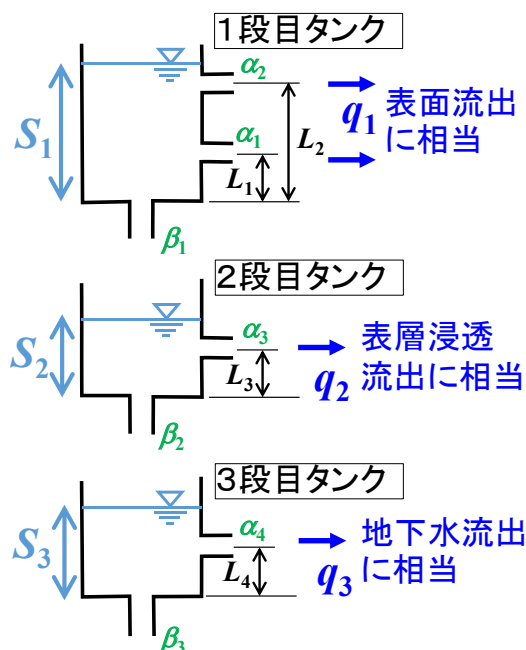 1段目タンク
α2
S1
α1
L1
L2
β1
q1
表面流出
に相当
2段目タンク
S2
α3
L3
β2
q2
表層浸透
流出に相当
3段目タンク
S3
α4
L4
β3
q3
地下水流出
に相当